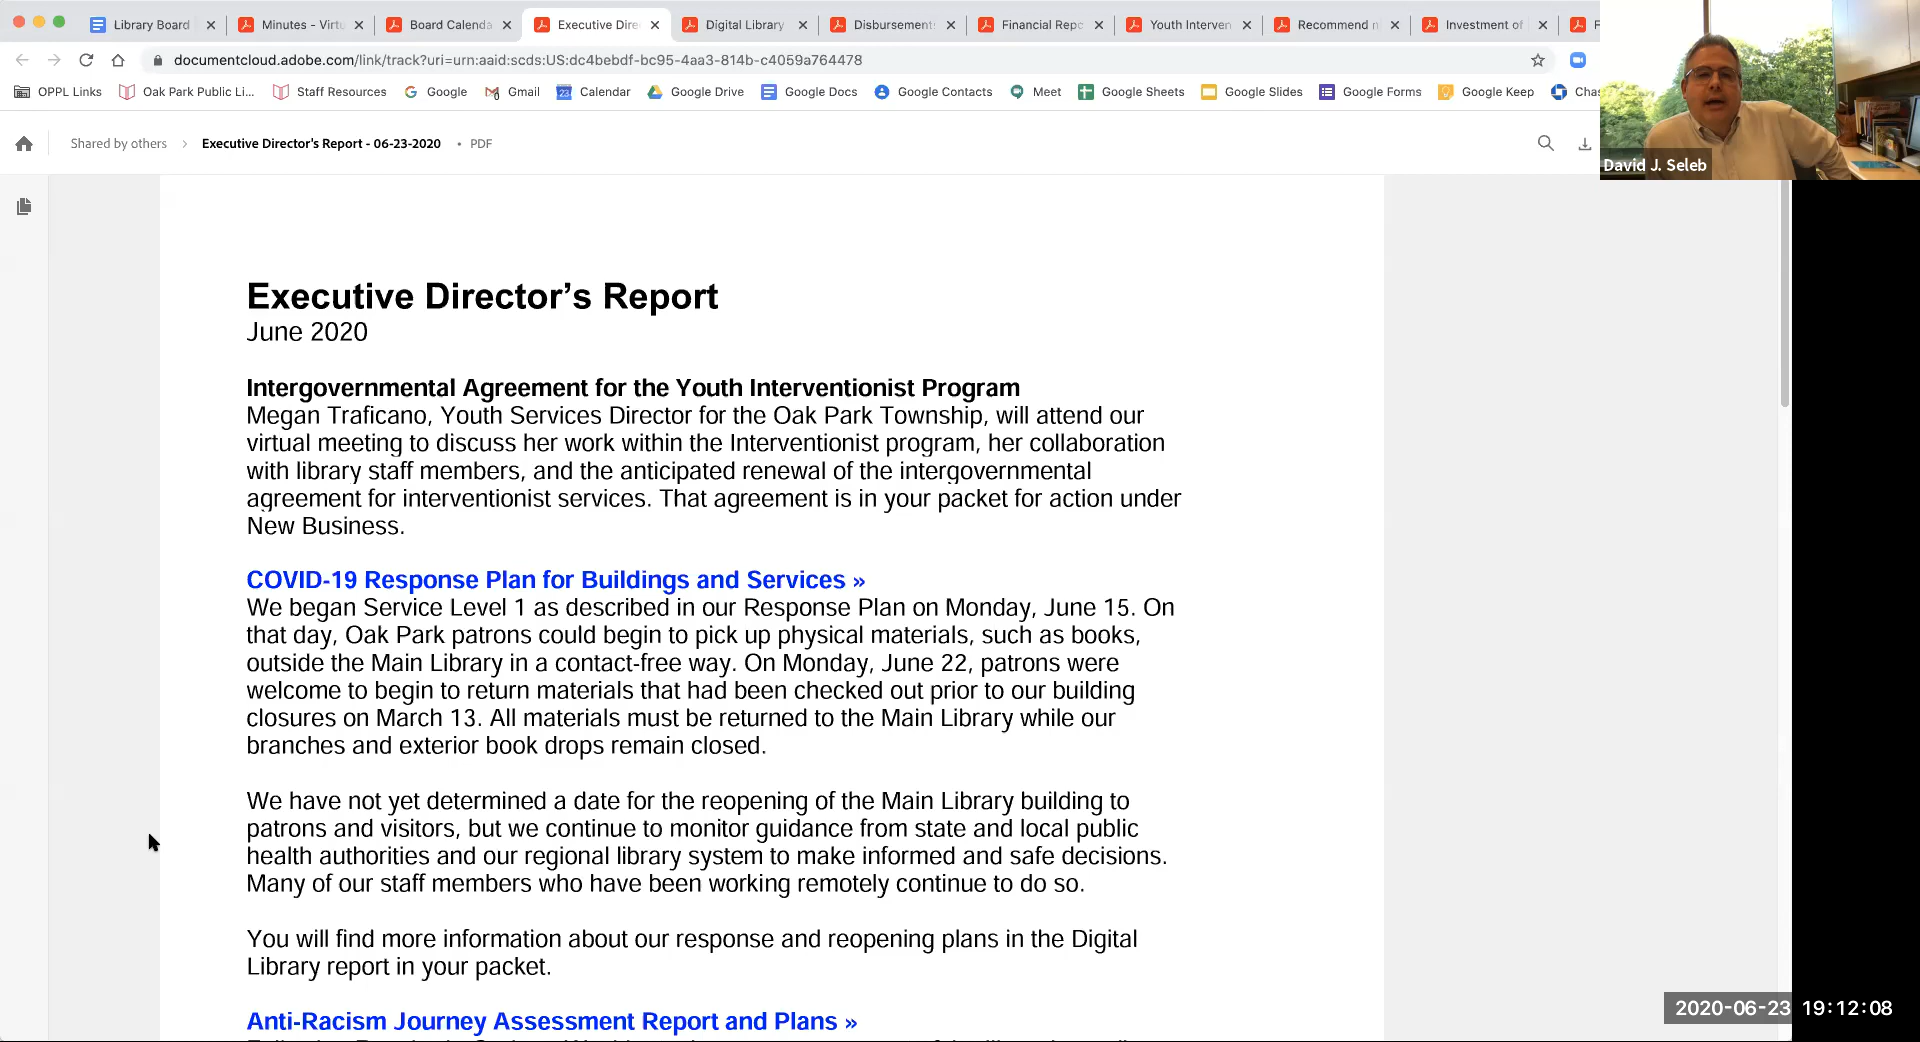 Library Board
Minutes - Virtu
Board Calenda
Executive Dire
Digital Library
Disbursements
Financial Repo
Youth Interven
Recommend n
Investment of
F
documentcloud.adobe.com/link/track?uri=urn:aaid:scds:US:dc4bebdf-bc95-4aa3-814b-c4059a764478
OPPL Links
Oak Park Public Li...
Staff Resources
Google
Gmail
Calendar
Google Drive
Google Docs
Google Contacts
Meet
Google Sheets
Google Slides
Google Forms
Google Keep
Chas
Shared by others > Executive Director's Report - 06-23-2020 • PDF
David J. Seleb
Executive Director’s Report
June 2020
Intergovernmental Agreement for the Youth Interventionist Program
Megan Traficano, Youth Services Director for the Oak Park Township, will attend our
virtual meeting to discuss her work within the Interventionist program, her collaboration
with library staff members, and the anticipated renewal of the intergovernmental
agreement for interventionist services. That agreement is in your packet for action under
New Business.
COVID-19 Response Plan for Buildings and Services »
We began Service Level 1 as described in our Response Plan on Monday, June 15. On
that day, Oak Park patrons could begin to pick up physical materials, such as books,
outside the Main Library in a contact-free way. On Monday, June 22, patrons were
welcome to begin to return materials that had been checked out prior to our building
closures on March 13. All materials must be returned to the Main Library while our
branches and exterior book drops remain closed.
We have not yet determined a date for the reopening of the Main Library building to
patrons and visitors, but we continue to monitor guidance from state and local public
health authorities and our regional library system to make informed and safe decisions.
Many of our staff members who have been working remotely continue to do so.
You will find more information about our response and reopening plans in the Digital
Library report in your packet.
Anti-Racism Journey Assessment Report and Plans »
2020-06-23 19:12:08